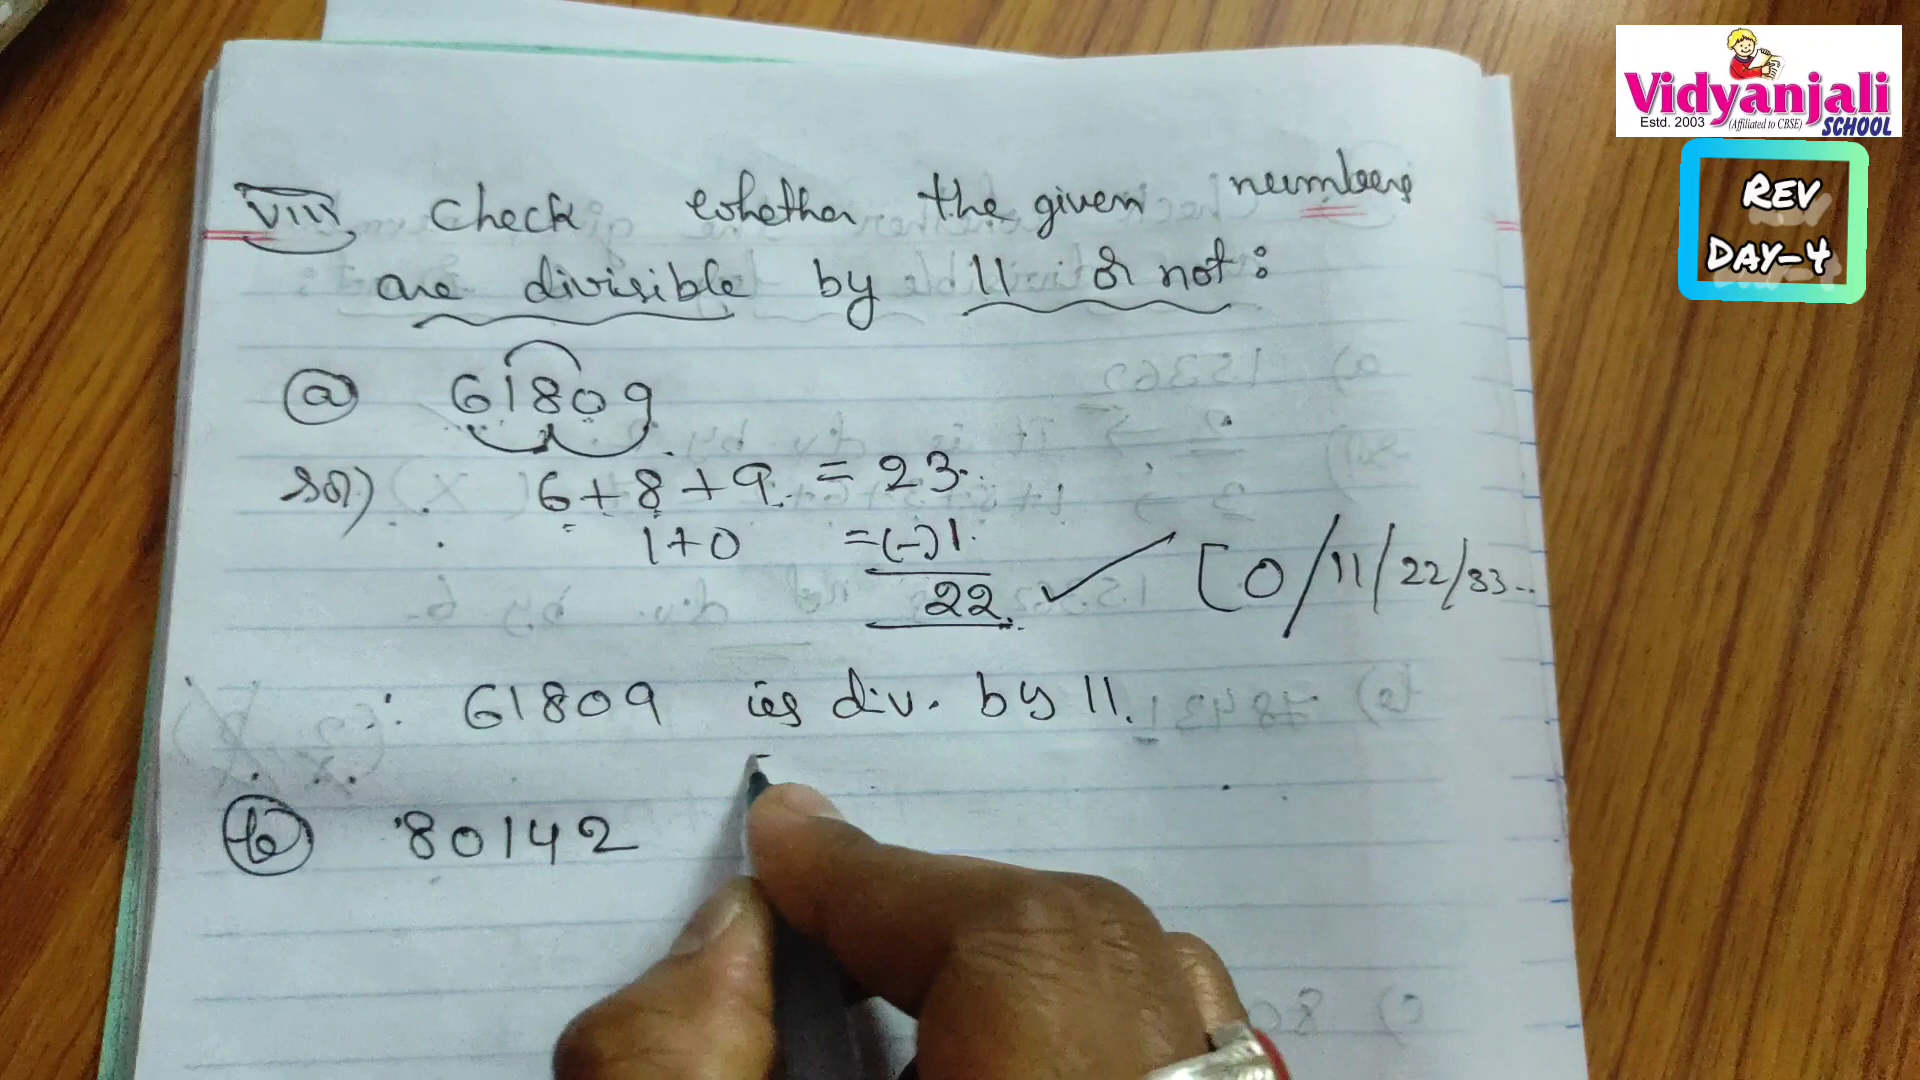 Vidyanjali
Estd. 2003 (Affiliated to CBSE) SCHOOL
REV
DAY-4
VIII Check whether the given numbers
are divisible by 11 or not:
a 61809
sol) 6+8+9 = 23.
1+0 =(-)1.
22 ✓ [0/11/22/33..
∴ 61809 is div. by 11.
b 80142